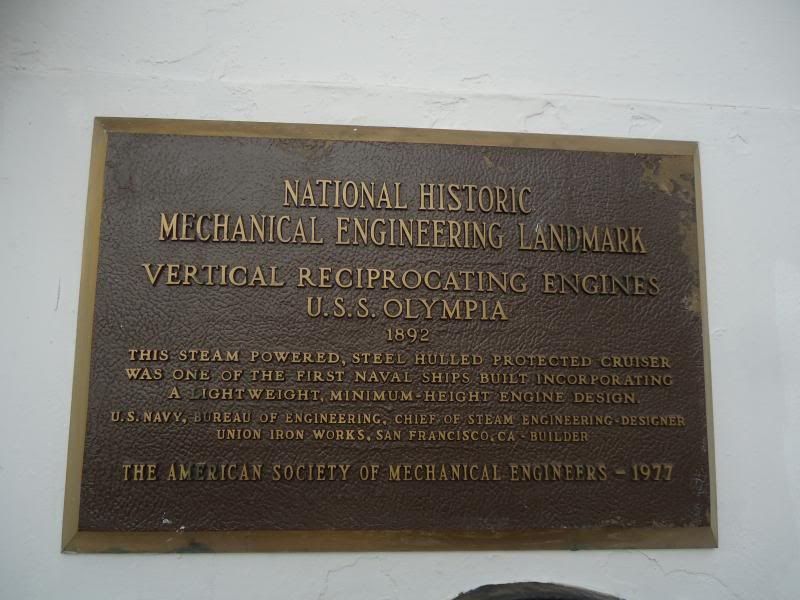 NATIONAL HISTORIC
MECHANICAL ENGINEERING LANDMARK
VERTICAL RECIPROCATING ENGINES
U.S.S. OLYMPIA
1892
THIS STEAM POWERED, STEEL HULLED PROTECTED CRUISER
WAS ONE OF THE FIRST NAVAL SHIPS BUILT INCORPORATING
A LIGHTWEIGHT, MINIMUM-HEIGHT ENGINE DESIGN.
U.S. NAVY, BUREAU OF ENGINEERING, CHIEF OF STEAM ENGINEERING-DESIGNER
UNION IRON WORKS, SAN FRANCISCO, CA - BUILDER
THE AMERICAN SOCIETY OF MECHANICAL ENGINEERS - 1977